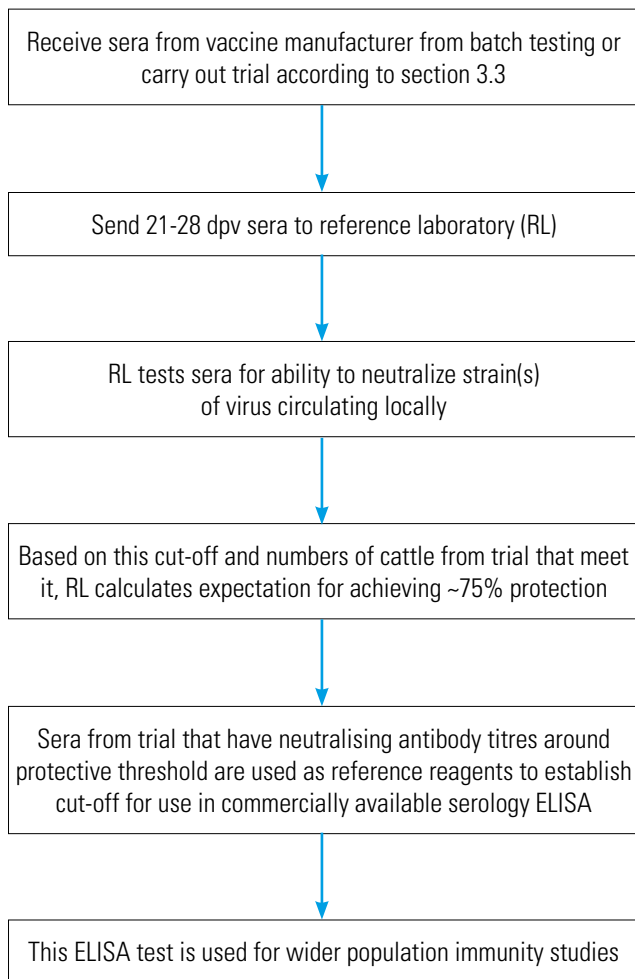 Receive sera from vaccine manufacturer from batch testing or
carry out trial according to section 3.3
Send 21-28 dpv sera to reference laboratory (RL)
RL tests sera for ability to neutralize strain(s)
of virus circulating locally
Based on this cut-off and numbers of cattle from trial that meet
it, RL calculates expectation for achieving ~75% protection
Sera from trial that have neutralising antibody titres around
protective threshold are used as reference reagents to establish
cut-off for use in commercially available serology ELISA
This ELISA test is used for wider population immunity studies